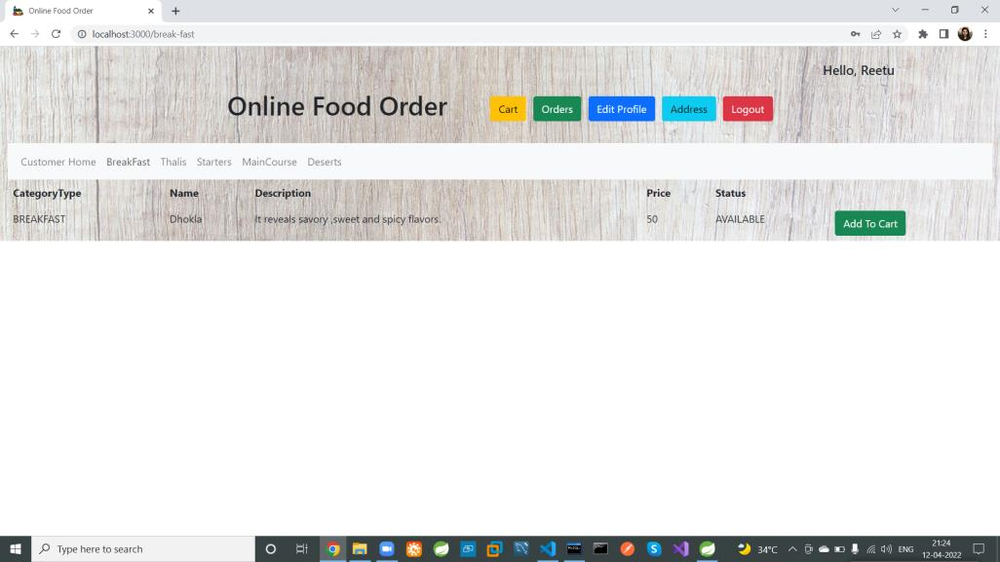 Online Food Order
localhost:3000/break-fast
Hello, Reetu
Online Food Order
Cart
Orders
Edit Profile
Address
Logout
Customer Home BreakFast Thalis Starters MainCourse Deserts
CategoryType Name Description Price Status
BREAKFAST Dhokla It reveals savory ,sweet and spicy flavors. 50 AVAILABLE
Add To Cart
Type here to search
34°C
ENG
21:24
12-04-2022